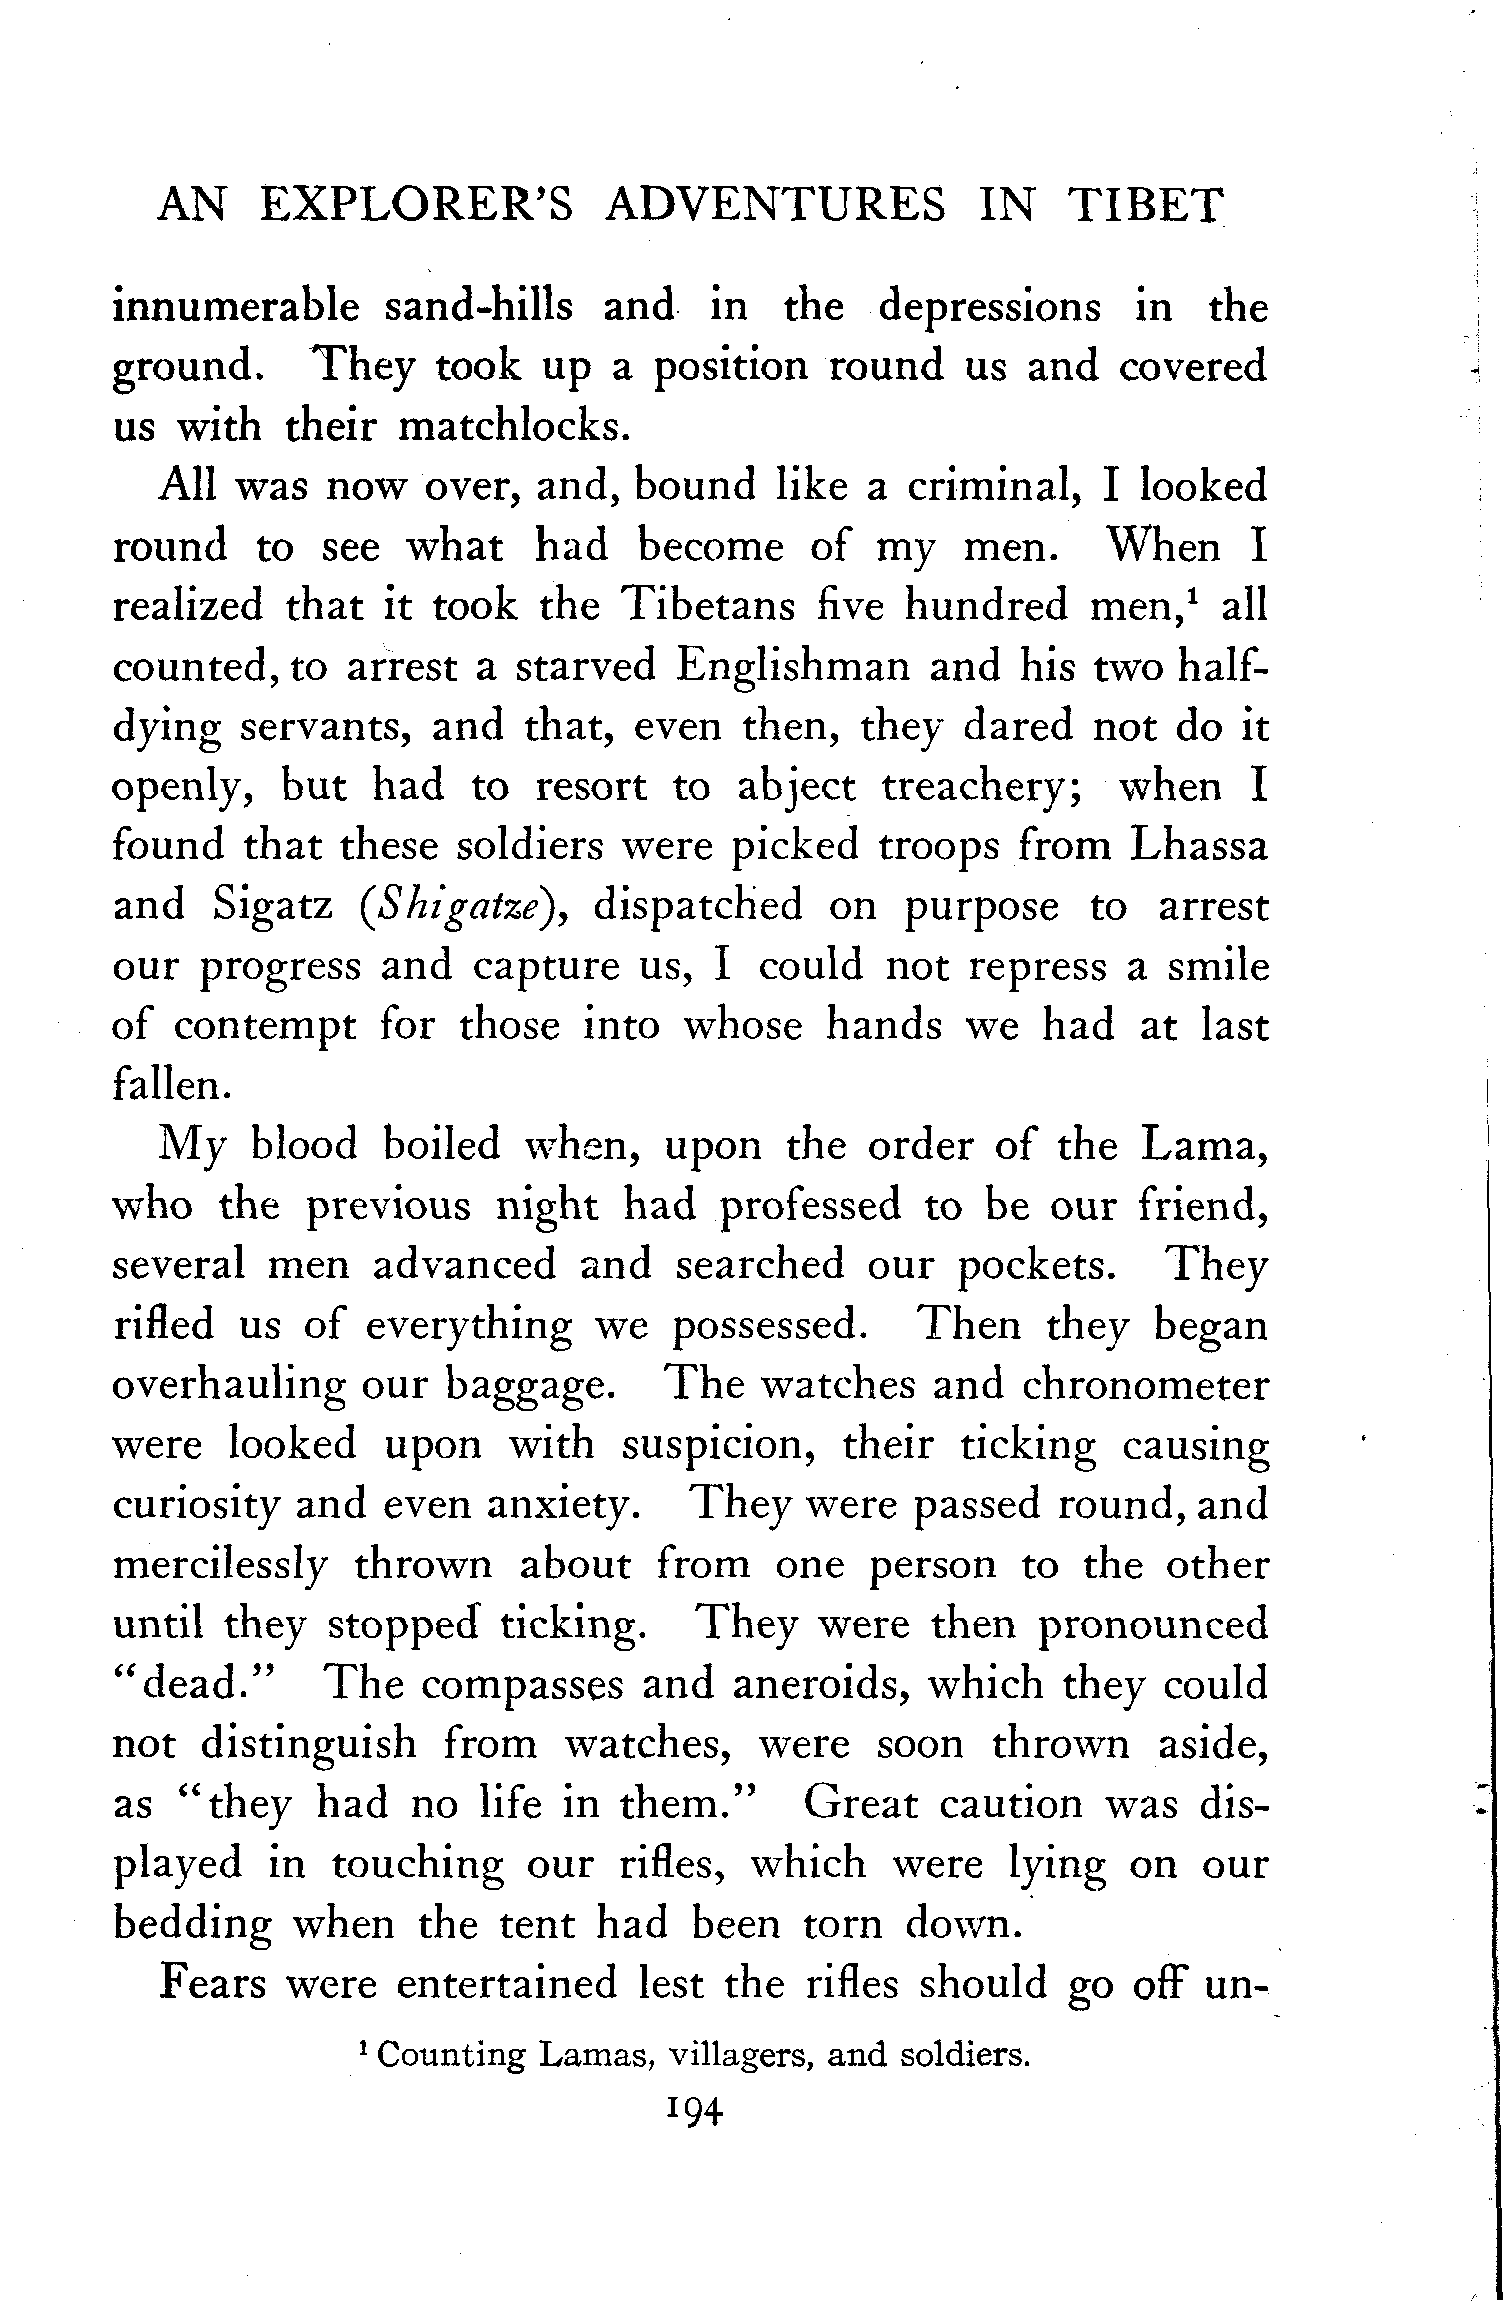 AN EXPLORER'S ADVENTURES IN TIBET
innumerable sand-hills and in the depressions in the
ground. They took up a position round us and covered
us with their matchlocks.
All was now over, and, bound like a criminal, I looked
round to see what had become of my men. When I
realized that it took the Tibetans five hundred men,¹ all
counted, to arrest a starved Englishman and his two half-
dying servants, and that, even then, they dared not do it
openly, but had to resort to abject treachery; when I
found that these soldiers were picked troops from Lhassa
and Sigatz (Shigatze), dispatched on purpose to arrest
our progress and capture us, I could not repress a smile
of contempt for those into whose hands we had at last
fallen.
My blood boiled when, upon the order of the Lama,
who the previous night had professed to be our friend,
several men advanced and searched our pockets. They
rifled us of everything we possessed. Then they began
overhauling our baggage. The watches and chronometer
were looked upon with suspicion, their ticking causing
curiosity and even anxiety. They were passed round, and
mercilessly thrown about from one person to the other
until they stopped ticking. They were then pronounced
"dead." The compasses and aneroids, which they could
not distinguish from watches, were soon thrown aside,
as "they had no life in them." Great caution was dis-
played in touching our rifles, which were lying on our
bedding when the tent had been torn down.
Fears were entertained lest the rifles should go off un-
¹ Counting Lamas, villagers, and soldiers.
194